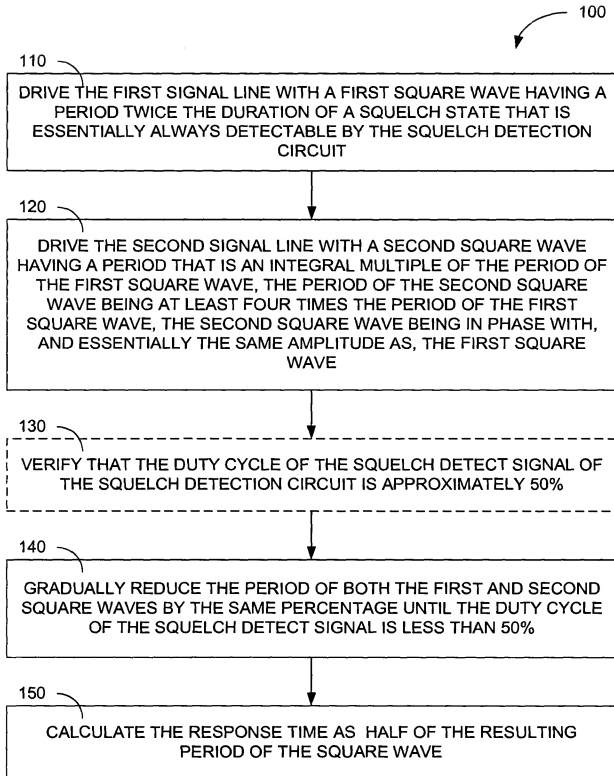 100
110
DRIVE THE FIRST SIGNAL LINE WITH A FIRST SQUARE WAVE HAVING A
PERIOD TWICE THE DURATION OF A SQUELCH STATE THAT IS
ESSENTIALLY ALWAYS DETECTABLE BY THE SQUELCH DETECTION
CIRCUIT
120
DRIVE THE SECOND SIGNAL LINE WITH A SECOND SQUARE WAVE
HAVING A PERIOD THAT IS AN INTEGRAL MULTIPLE OF THE PERIOD OF
THE FIRST SQUARE WAVE, THE PERIOD OF THE SECOND SQUARE
WAVE BEING AT LEAST FOUR TIMES THE PERIOD OF THE FIRST
SQUARE WAVE, THE SECOND SQUARE WAVE BEING IN PHASE WITH,
AND ESSENTIALLY THE SAME AMPLITUDE AS, THE FIRST SQUARE
WAVE
130
VERIFY THAT THE DUTY CYCLE OF THE SQUELCH DETECT SIGNAL OF
THE SQUELCH DETECTION CIRCUIT IS APPROXIMATELY 50%
140
GRADUALLY REDUCE THE PERIOD OF BOTH THE FIRST AND SECOND
SQUARE WAVES BY THE SAME PERCENTAGE UNTIL THE DUTY CYCLE
OF THE SQUELCH DETECT SIGNAL IS LESS THAN 50%
150
CALCULATE THE RESPONSE TIME AS HALF OF THE RESULTING
PERIOD OF THE SQUARE WAVE